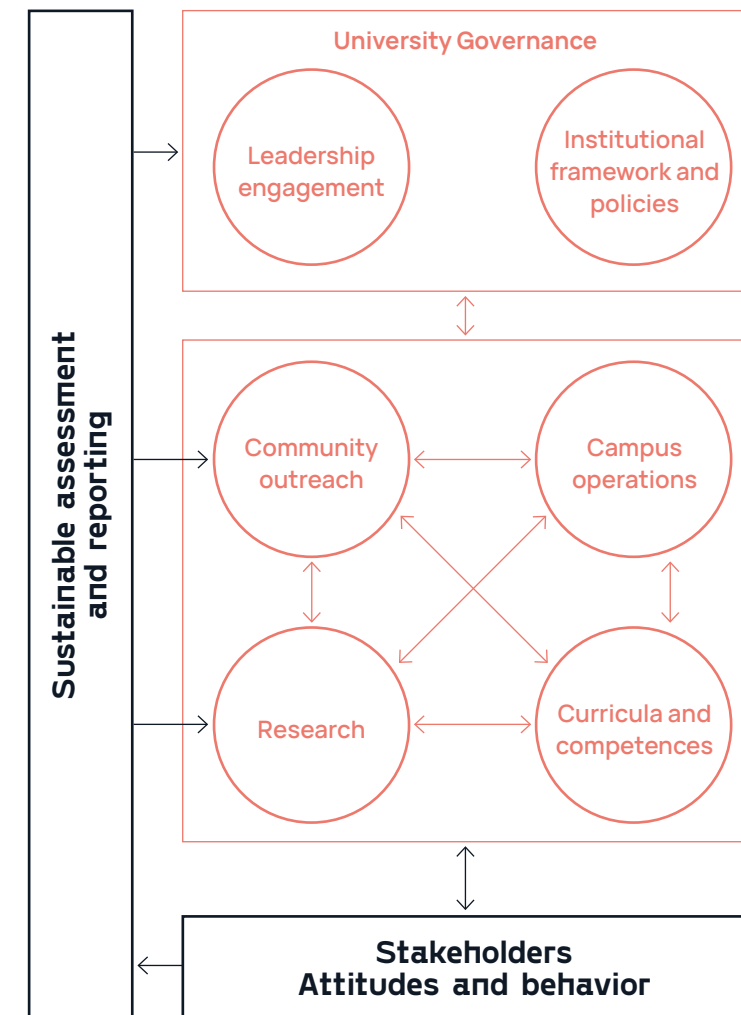 University Governance
Leadership
engagement
Institutional
framework and
policies
Sustainable assessment
and reporting
Community
outreach
Campus
operations
Research
Curricula and
competences
Stakeholders
Attitudes and behavior